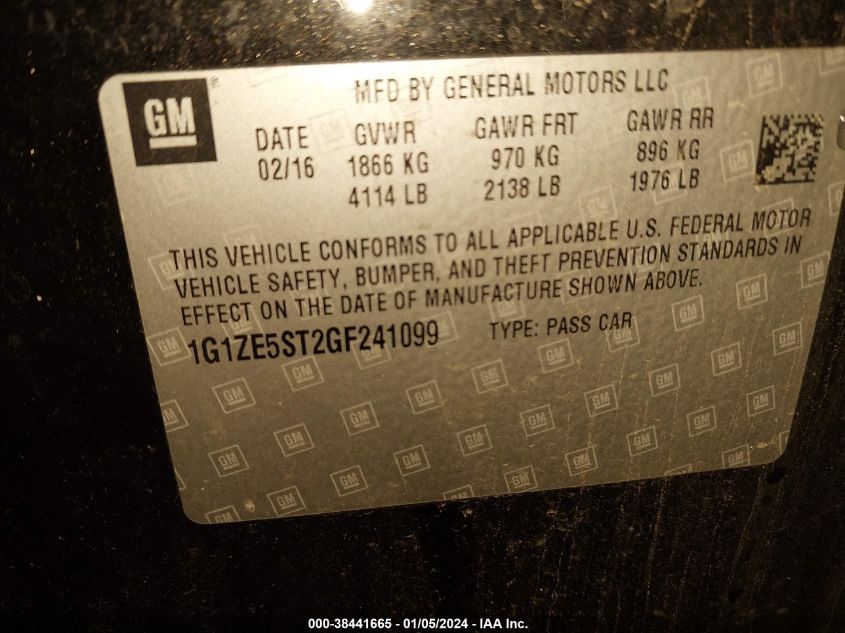 GM
MFD BY GENERAL MOTORS LLC
DATE GVWR GAWR FRT GAWR RR
02/16 1866 KG 970 KG 896 KG
4114 LB 2138 LB 1976 LB
THIS VEHICLE CONFORMS TO ALL APPLICABLE U.S. FEDERAL MOTOR
VEHICLE SAFETY, BUMPER, AND THEFT PREVENTION STANDARDS IN
EFFECT ON THE DATE OF MANUFACTURE SHOWN ABOVE.
1G1ZE5ST2GF241099 TYPE: PASS CAR
000-38441665 - 01/05/2024 - IAA Inc.